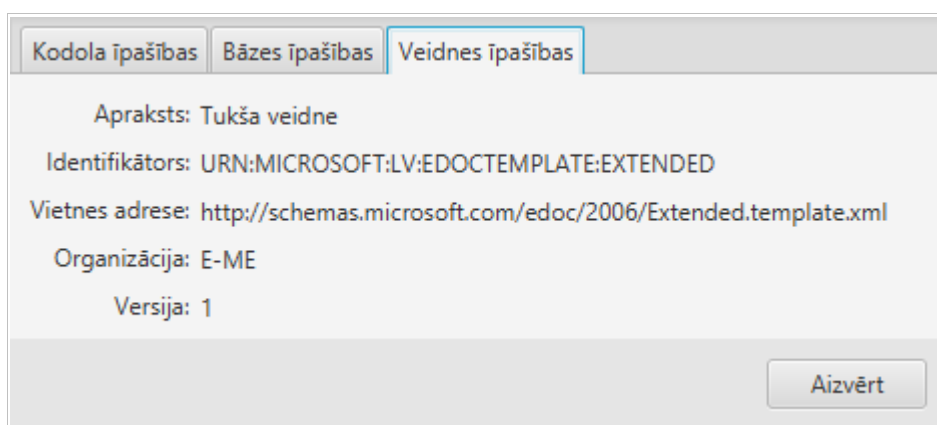 Kodola īpašības Bāzes īpašības Veidnes īpašības
Apraksts: Tukša veidne
Identifikātors: URN:MICROSOFT:LV:EDOCTEMPLATE:EXTENDED
Vietnes adrese: http://schemas.microsoft.com/edoc/2006/Extended.template.xml
Organizācija: E-ME
Versija: 1
Aizvērt